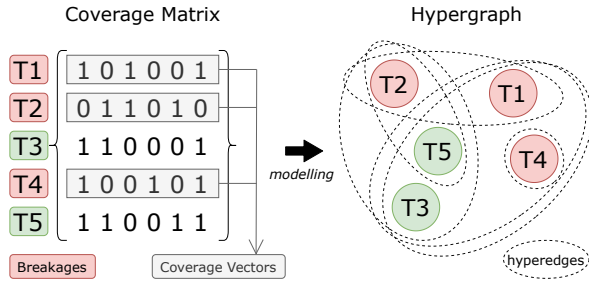 Coverage Matrix
Hypergraph
T1 1 0 1 0 0 1
T2 0 1 1 0 1 0
T3 1 1 0 0 0 1
T4 1 0 0 1 0 1
T5 1 1 0 0 1 1
modelling
T2
T1
T5
T4
T3
hyperedges
Breakages
Coverage Vectors